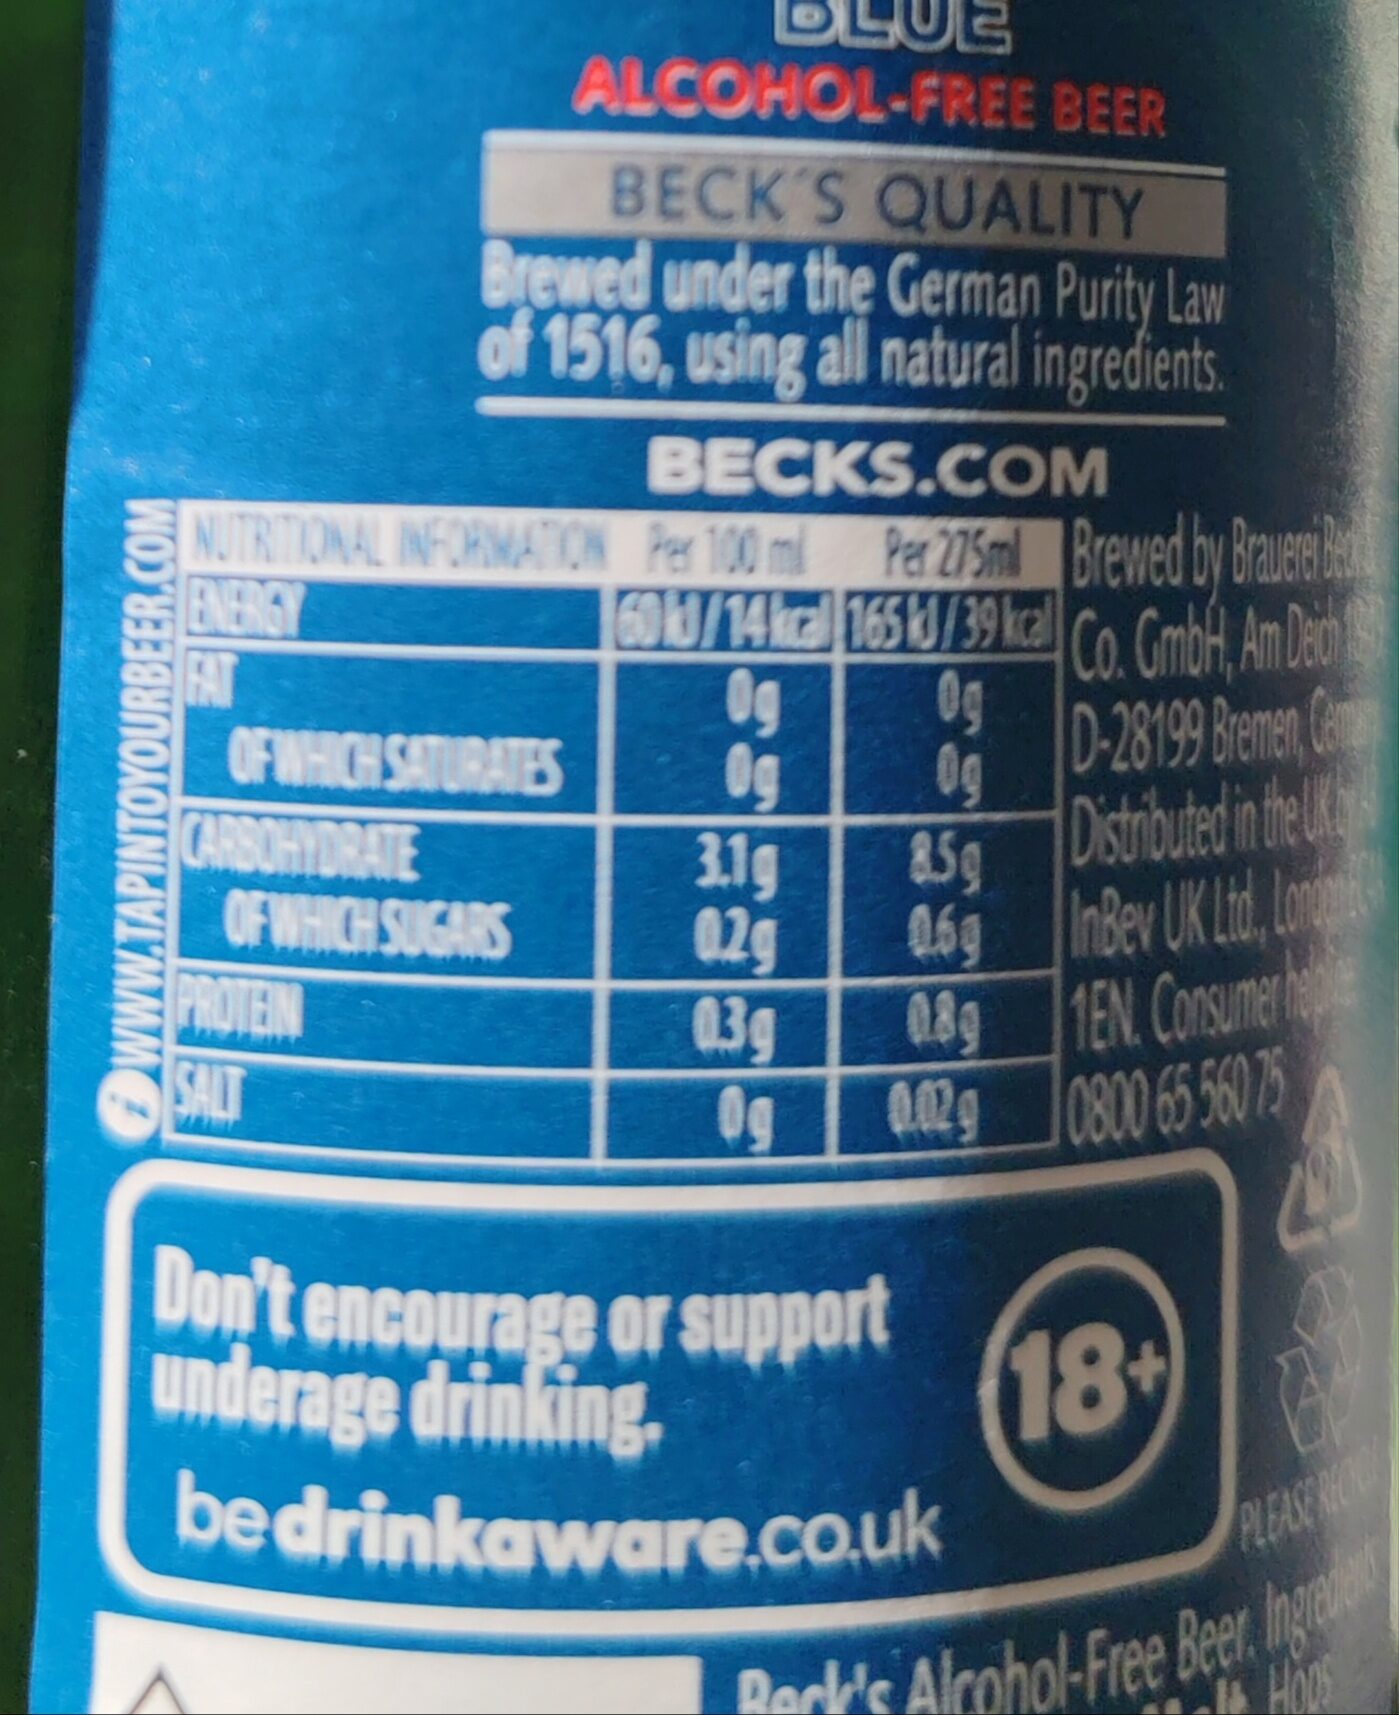 BLUE
ALCOHOL-FREE BEER
BECK´S QUALITY
Brewed under the German Purity Law
of 1516, using all natural ingredients.
BECKS.COM
WWW.TAPINTOYOURBEER.COM
NUTRITIONAL INFORMATION Per 100 ml Per 275ml
ENERGY 60 kJ / 14 kcal 165 kJ / 39 kcal
FAT 0g 0g
OF WHICH SATURATES 0g 0g
CARBOHYDRATE 3.1g 8.5g
OF WHICH SUGARS 0.2g 0.6g
PROTEIN 0.3g 0.8g
SALT 0g 0.02g
Brewed by Brauerei
Co. GmbH, Am Deich
D-28199 Bremen,
Distributed in the UK
InBev UK Ltd.,
1EN. Consumer
0800 65 560 75
Don't encourage or support
underage drinking.
bedrinkaware.co.uk
18+
PLEASE
Beck's Alcohol-Free Beer. Ingredients
Hops